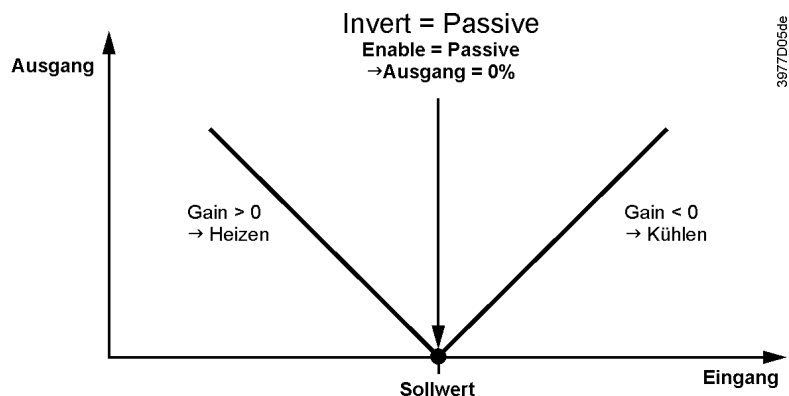 Invert = Passive
Enable = Passive
→Ausgang = 0%
3977D05de
Ausgang
Gain > 0
→ Heizen
Gain < 0
→ Kühlen
Eingang
Sollwert